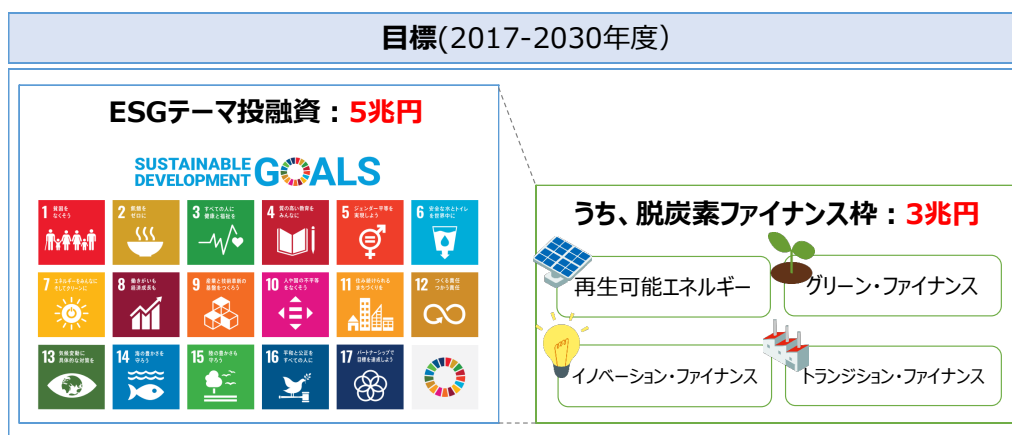 目標(2017-2030年度）
ESGテーマ投融資：5兆円
SUSTAINABLE
DEVELOPMENT
GOALS
1 貧困を
なくそう
2 飢餓を
ゼロに
3 すべての人に
健康と福祉を
4 質の高い教育を
みんなに
5 ジェンダー平等を
実現しよう
6 安全な水とトイレ
を世界中に
7 エネルギーをみんなに
そしてクリーンに
8 働きがいも
経済成長も
9 産業と技術革新の
基盤をつくろう
10 人や国の不平等
をなくそう
11 住み続けられる
まちづくりを
12 つくる責任
つかう責任
13 気候変動に
具体的な対策を
14 海の豊かさを
守ろう
15 陸の豊かさも
守ろう
16 平和と公正を
すべての人に
17 パートナーシップで
目標を達成しよう
うち、脱炭素ファイナンス枠：3兆円
再生可能エネルギー
グリーン・ファイナンス
イノベーション・ファイナンス
トランジション・ファイナンス